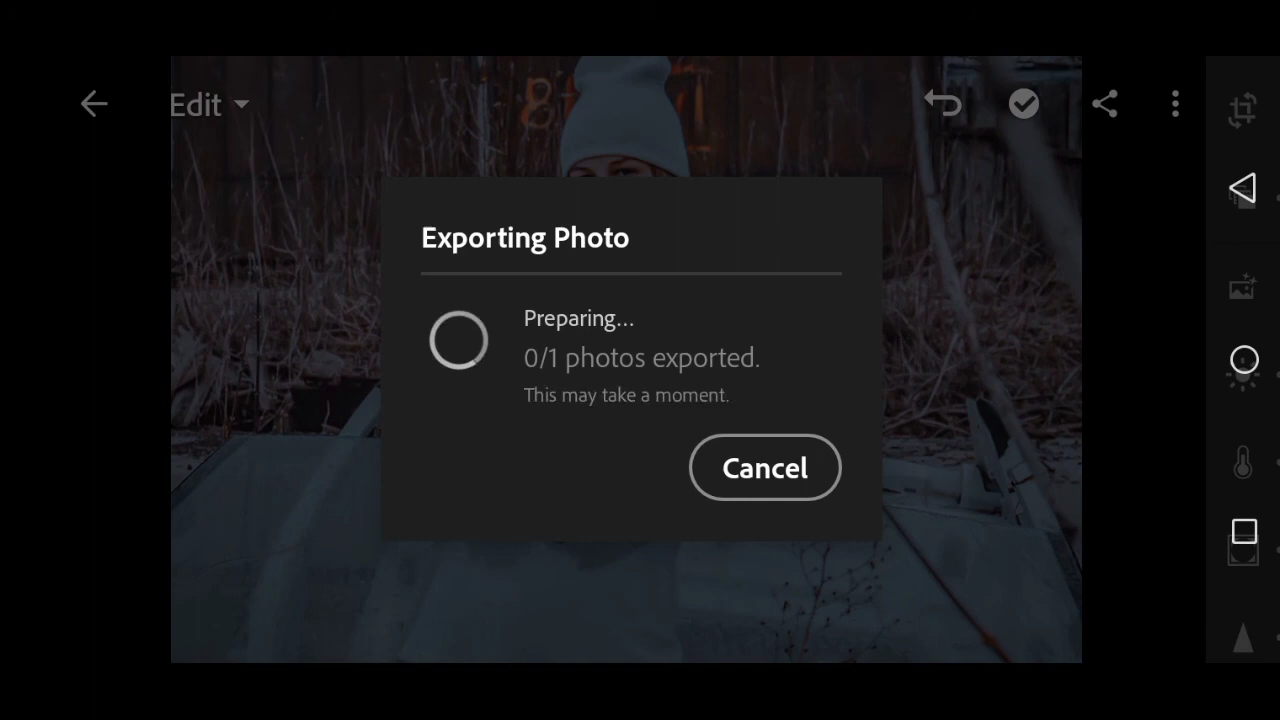 Edit
Exporting Photo
Preparing...
0/1 photos exported.
This may take a moment.
Cancel